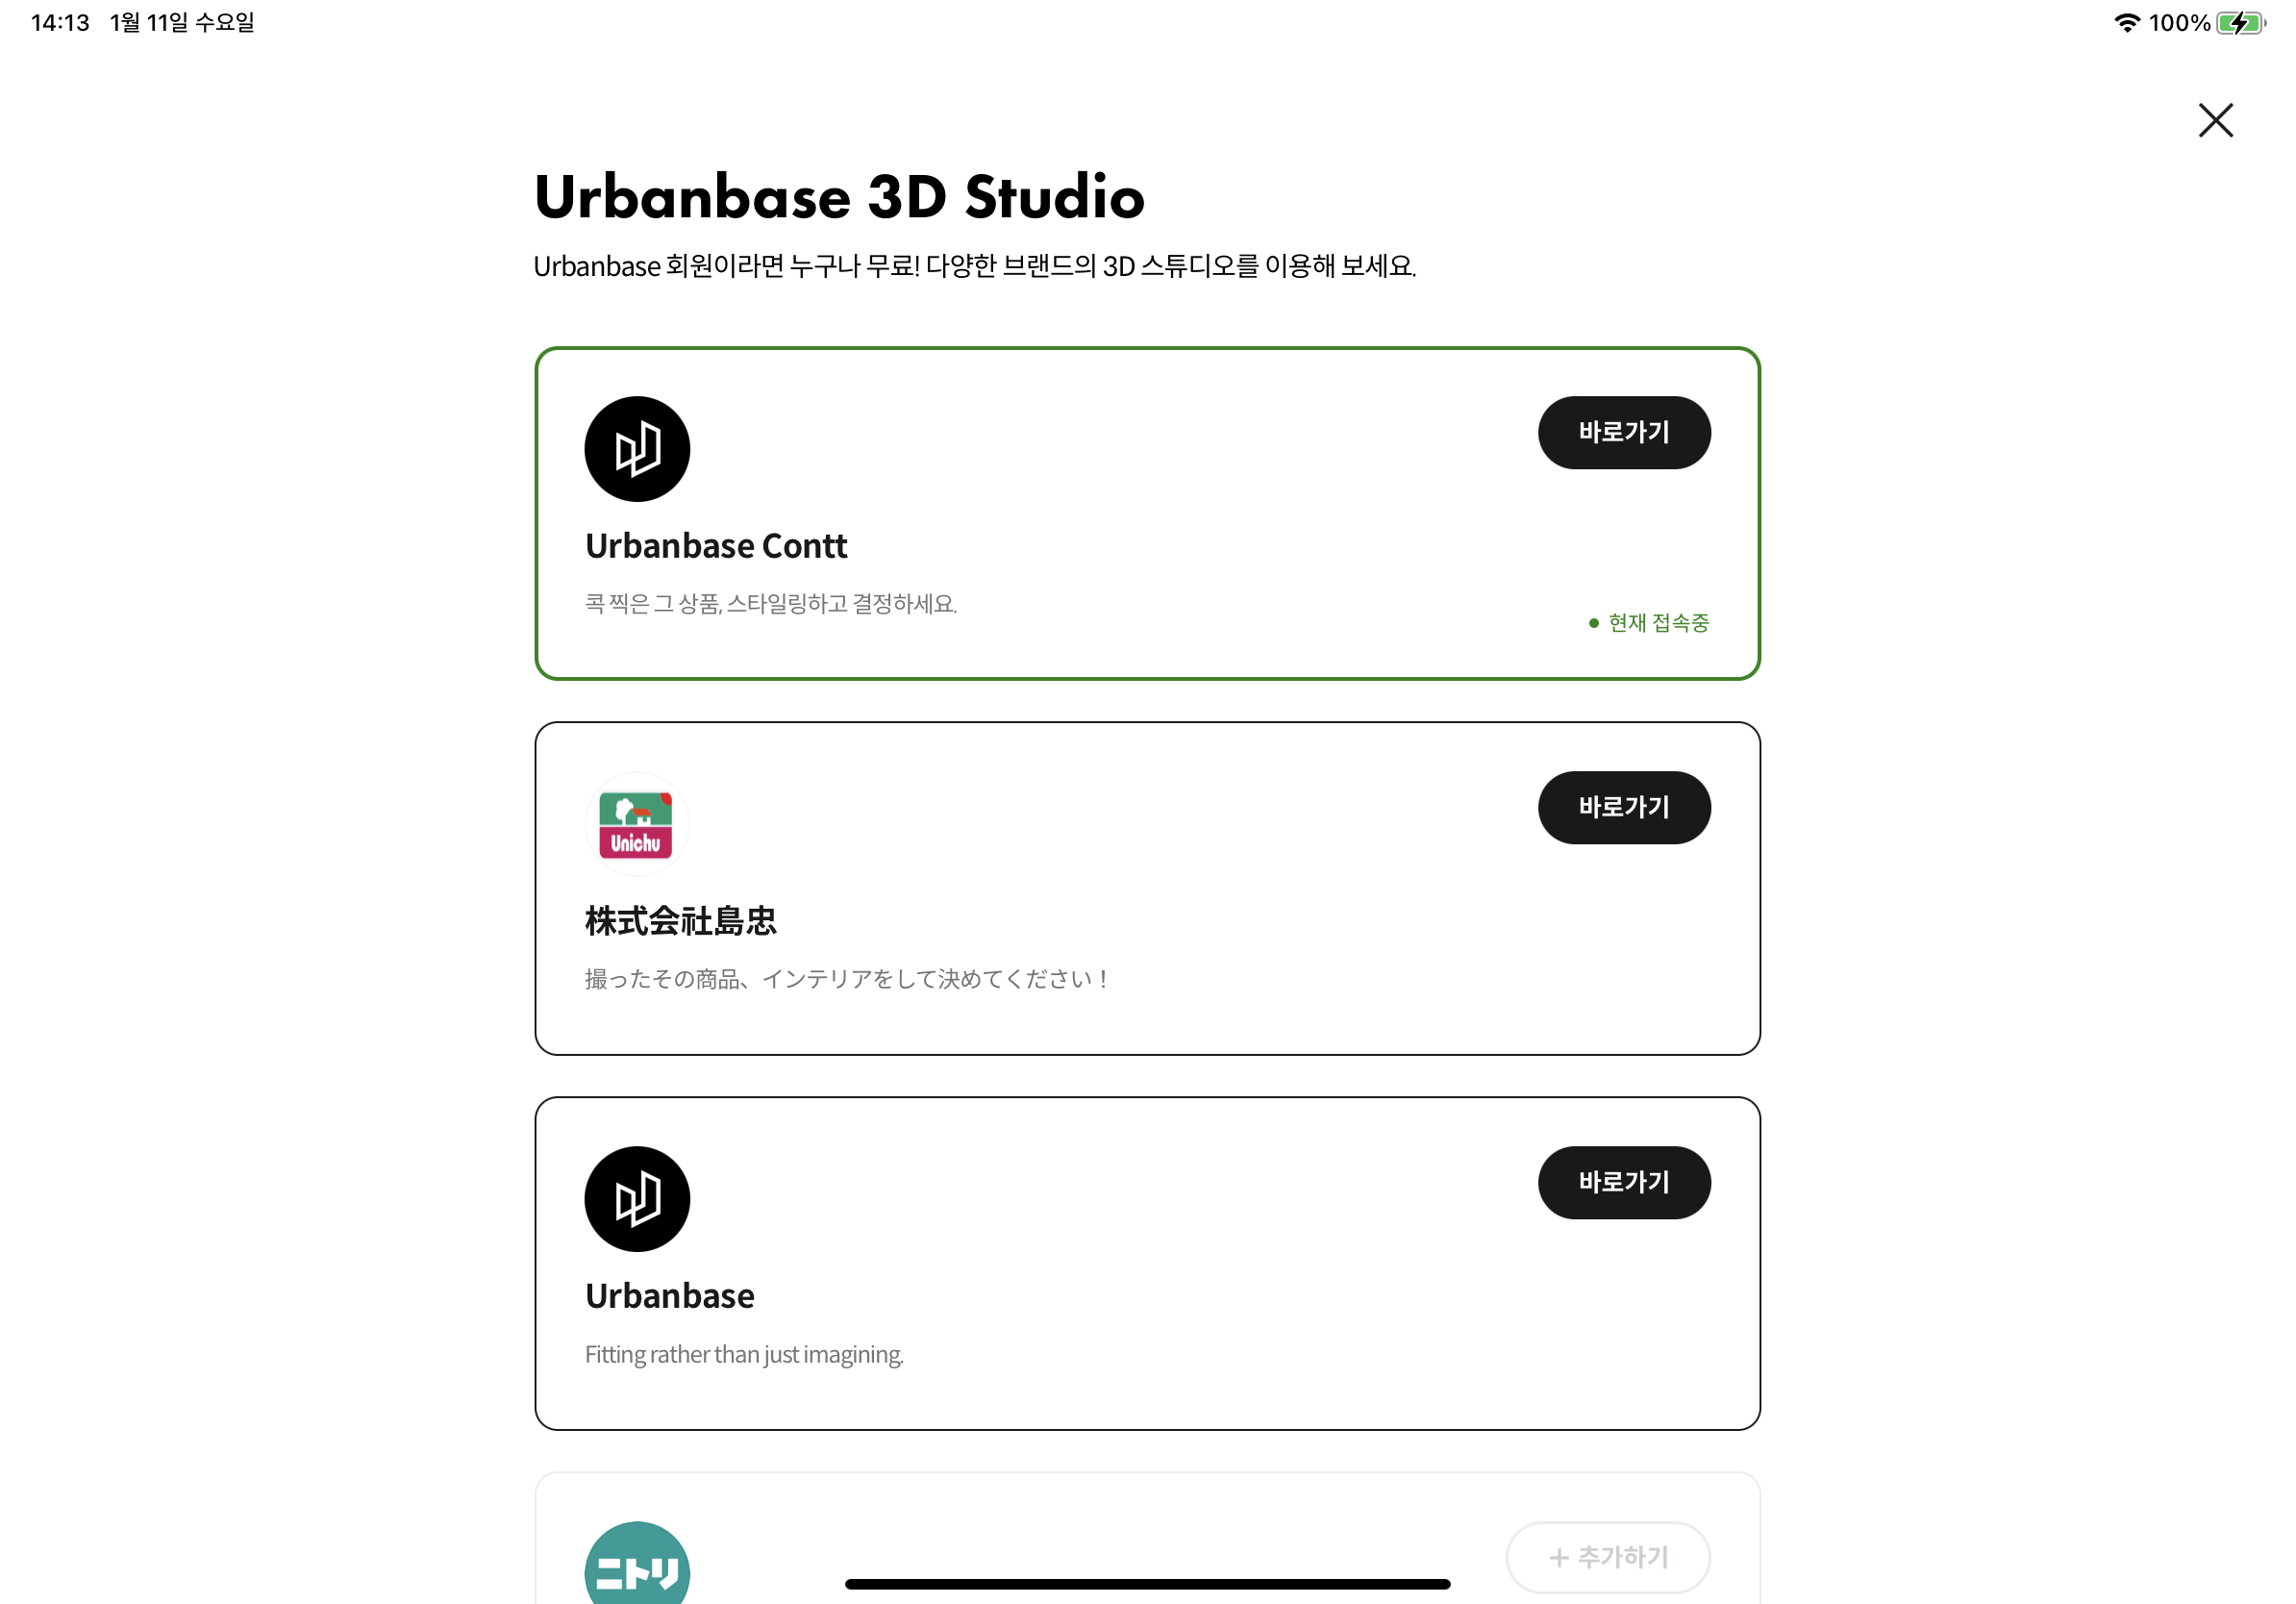 14:13 1월 11일 수요일
100%
Urbanbase 3D Studio
Urbanbase 회원이라면 누구나 무료! 다양한 브랜드의 3D 스튜디오를 이용해 보세요.
바로가기
Urbanbase Contt
콕 찍은 그 상품, 스타일링하고 결정하세요.
현재 접속중
바로가기
Unichu
株式会社島忠
撮ったその商品、インテリアをして決めてください！
바로가기
Urbanbase
Fitting rather than just imagining.
+ 추가하기
ニトリ